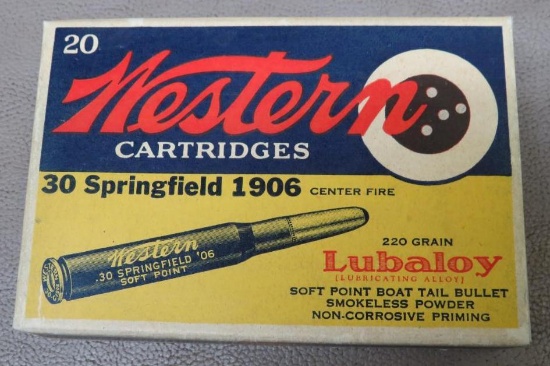 20
Western
CARTRIDGES
30 Springfield 1906 CENTER FIRE
Western
.30 SPRINGFIELD '06
SOFT POINT
220 GRAIN
Lubaloy
[LUBRICATING ALLOY]
SOFT POINT BOAT TAIL BULLET
SMOKELESS POWDER
NON-CORROSIVE PRIMING